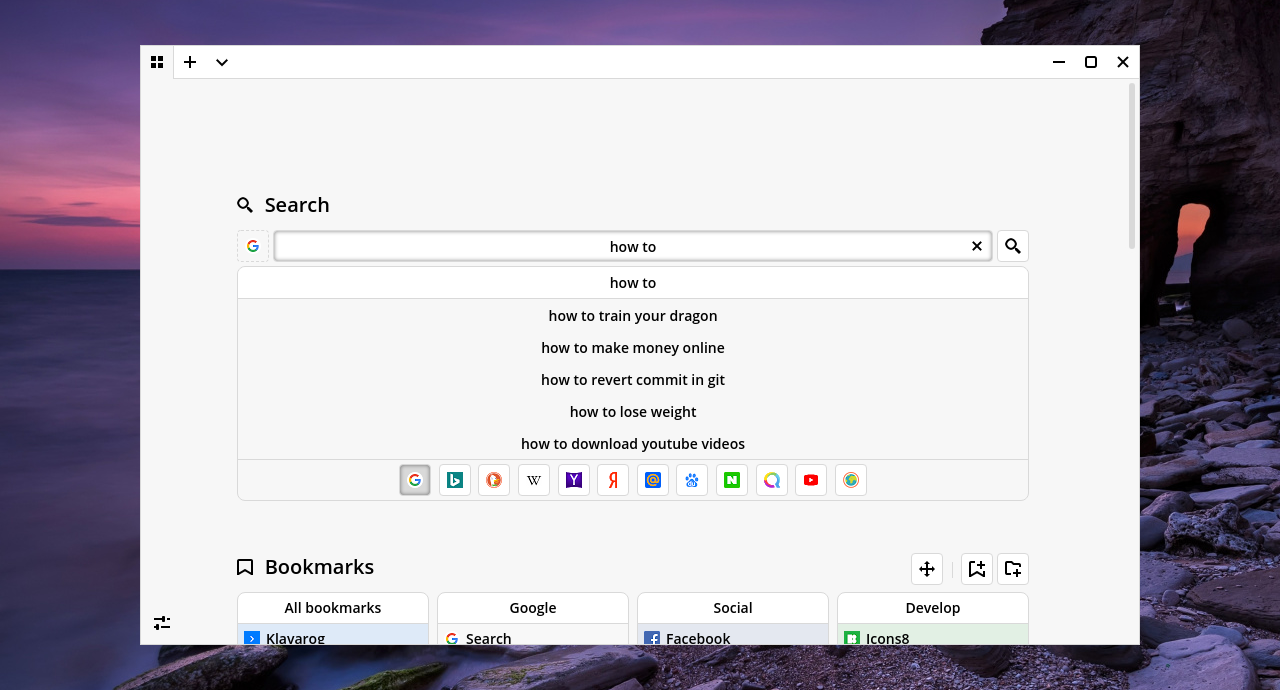 Search
how to
how to
how to train your dragon
how to make money online
how to revert commit in git
how to lose weight
how to download youtube videos
Bookmarks
All bookmarks
Google
Social
Develop
Klavarog
Search
Facebook
Icons8